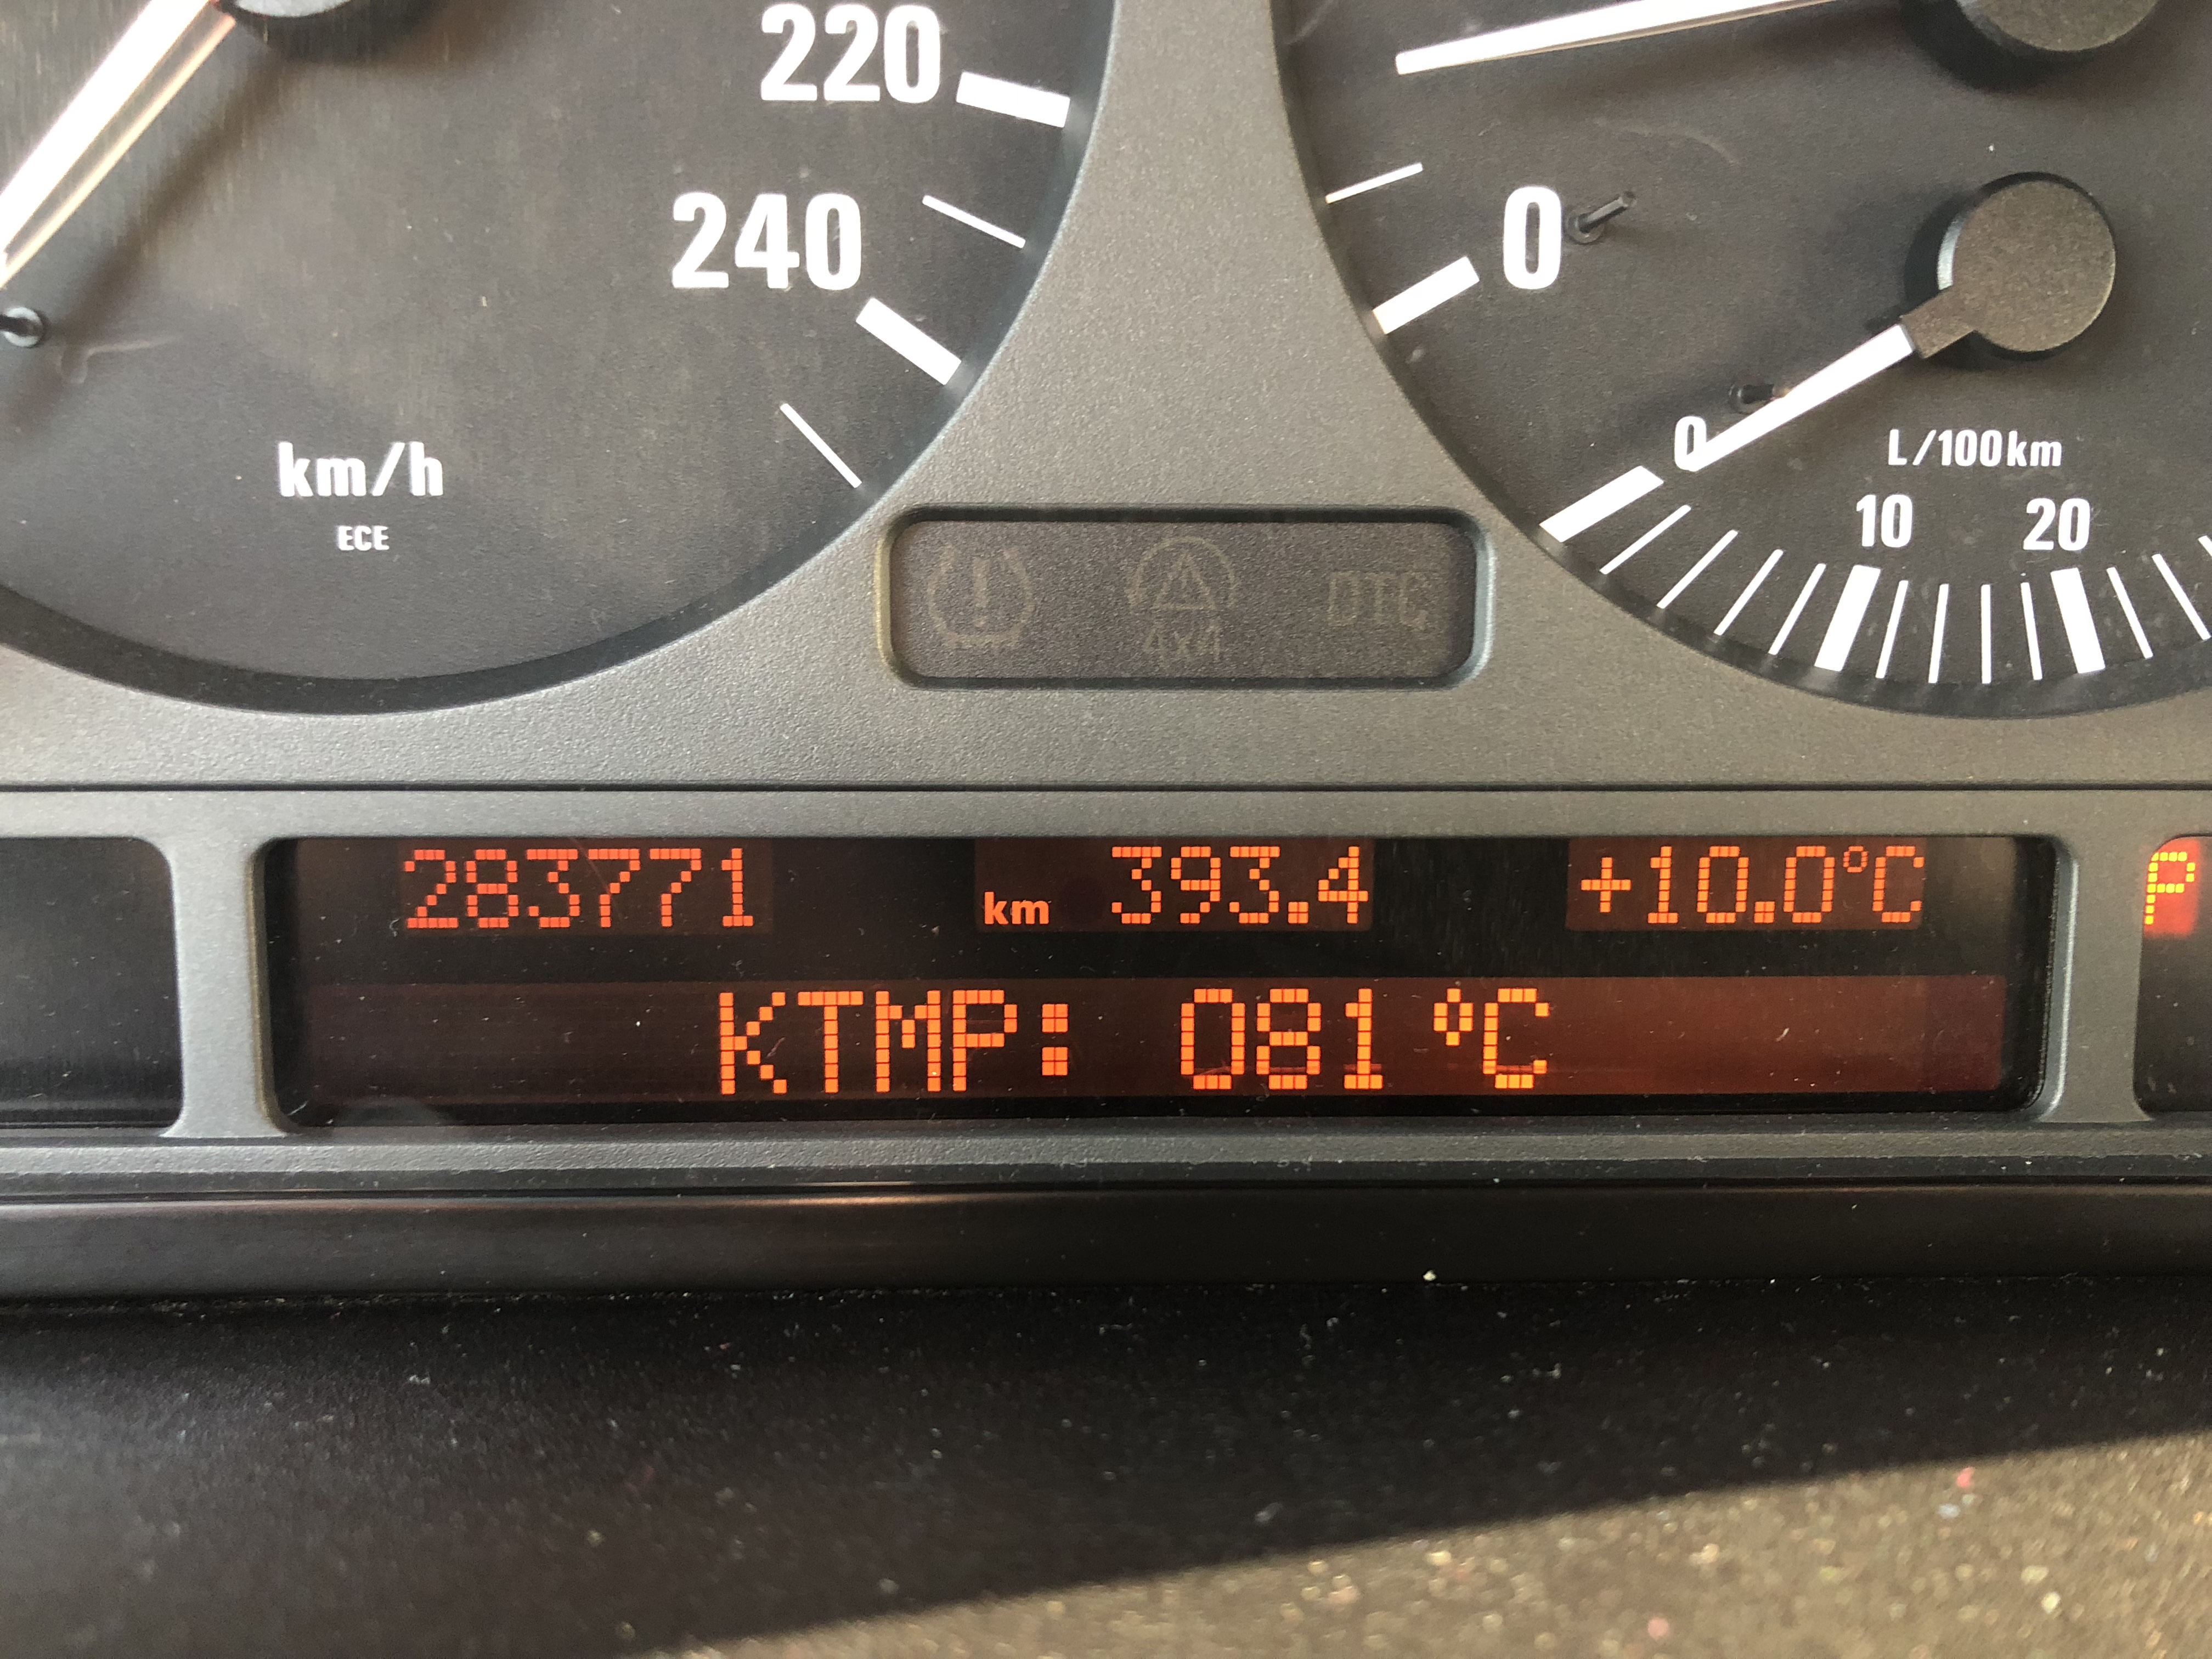 220
240
km/h
ECE
0
0
L/100km
10
20
4x4
DTC
283771
km 393.4
+10.0°C
P
KTMP: 081 °C